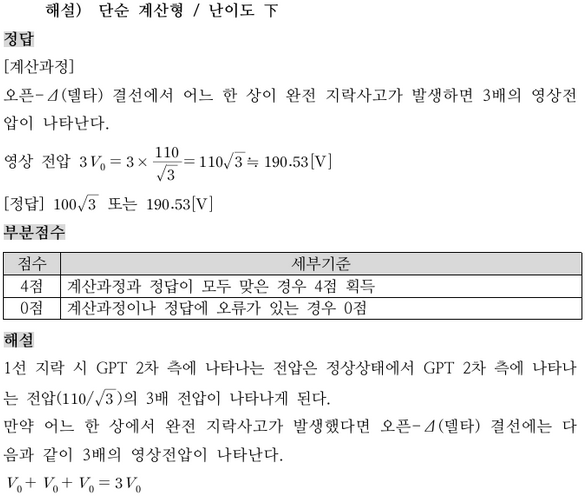 해설) 단순 계산형 / 난이도 下
정답
[계산과정]
오픈-Δ(델타) 결선에서 어느 한 상이 완전 지락사고가 발생하면 3배의 영상전
압이 나타난다.
영상 전압 3V₀ = 3 × 110/√3 = 110√3 ≒ 190.53[V]
[정답] 100√3 또는 190.53[V]
부분점수
점수 세부기준
4점 계산과정과 정답이 모두 맞은 경우 4점 획득
0점 계산과정이나 정답에 오류가 있는 경우 0점
해설
1선 지락 시 GPT 2차 측에 나타나는 전압은 정상상태에서 GPT 2차 측에 나타나
는 전압(110/√3)의 3배 전압이 나타나게 된다.
만약 어느 한 상에서 완전 지락사고가 발생했다면 오픈-Δ(델타) 결선에는 다
음과 같이 3배의 영상전압이 나타난다.
V₀ + V₀ + V₀ = 3V₀